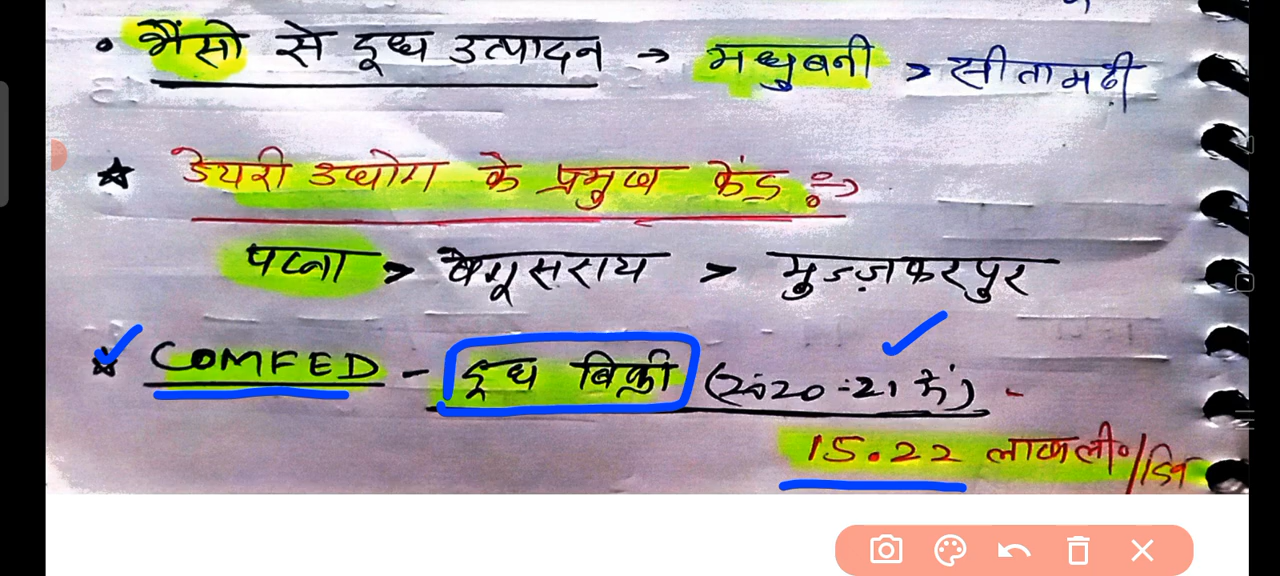 • भैंसो से दूध उत्पादन → मधुबनी > सीतामढ़ी
☆ डेयरी उद्योग के प्रमुख केंद्र :⇒
पटना > बेगूसराय > मुज्ज़फरपुर
☆ COMFED - दूध बिक्री (2020-21 में)
15.22 लाख ली०/दिन